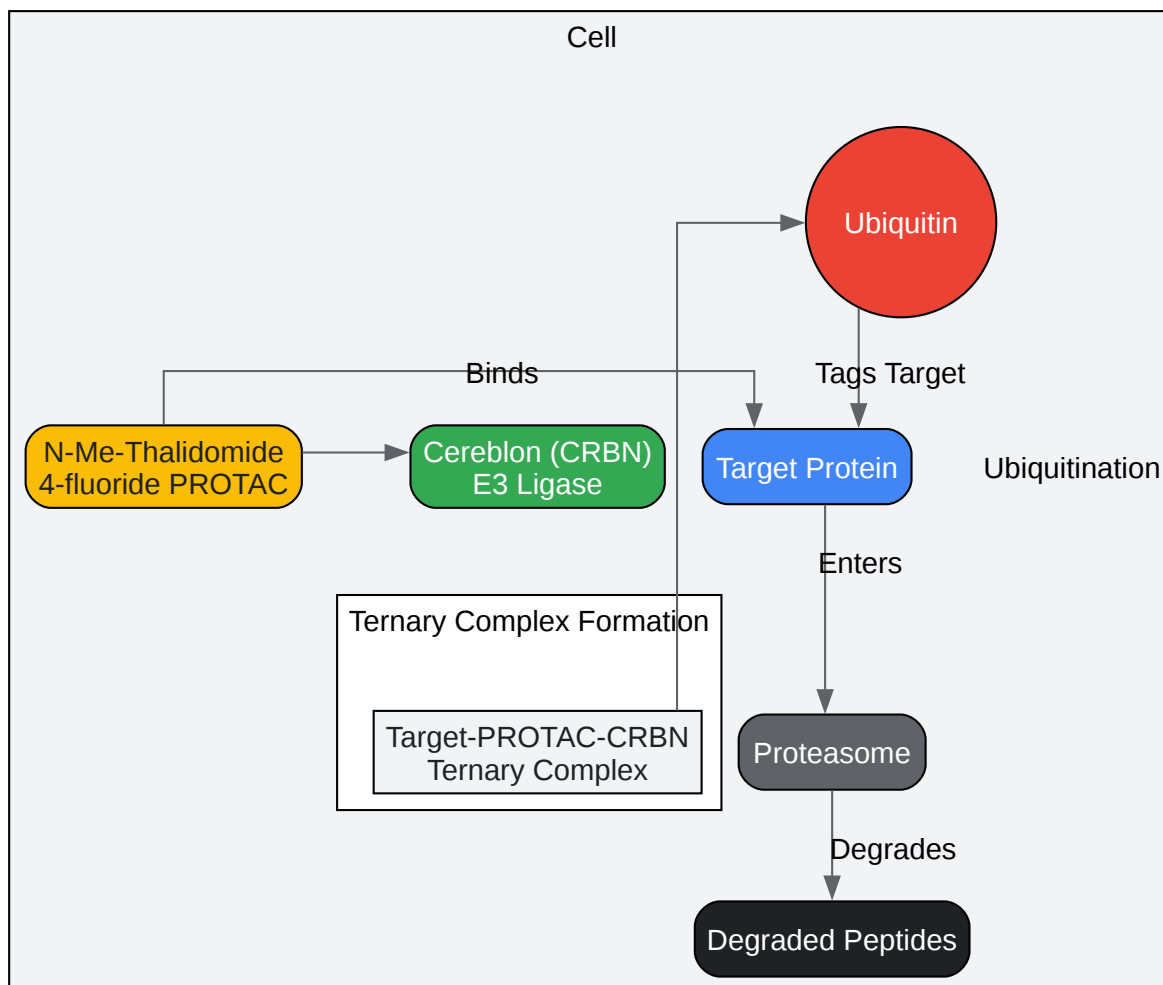 Cell
Ubiquitin
Binds
Tags Target
N-Me-Thalidomide
4-fluoride PROTAC
Cereblon (CRBN)
E3 Ligase
Target Protein
Ubiquitination
Enters
Ternary Complex Formation
Target-PROTAC-CRBN
Ternary Complex
Proteasome
Degrades
Degraded Peptides